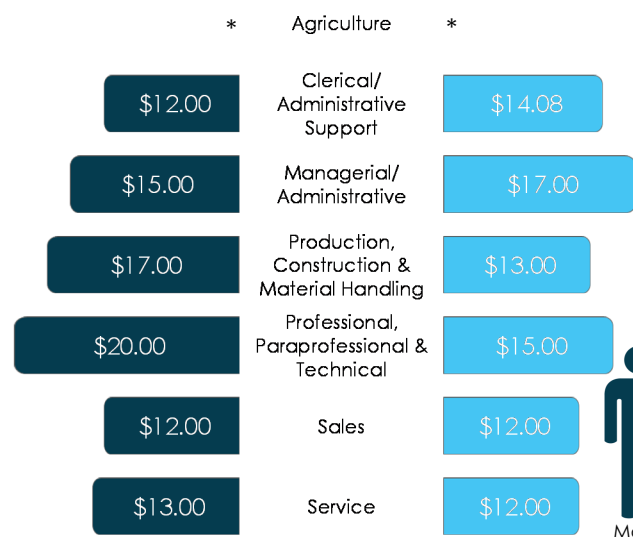 * Agriculture *
Clerical/
Administrative
Support
$12.00 $14.08
Managerial/
Administrative
$15.00 $17.00
Production,
Construction &
Material Handling
$17.00 $13.00
Professional,
Paraprofessional &
Technical
$20.00 $15.00
$12.00 Sales $12.00
$13.00 Service $12.00